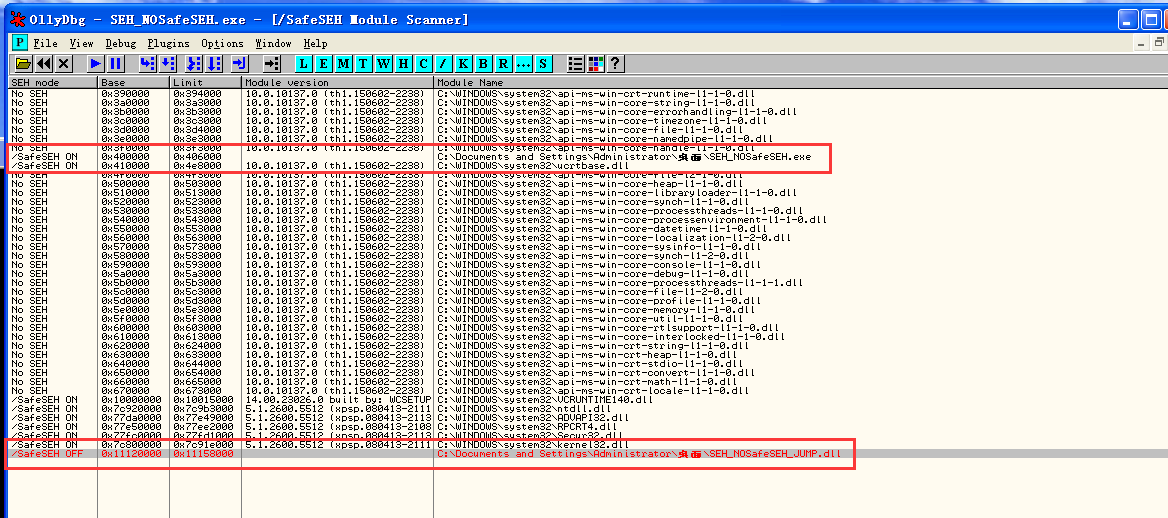 OllyDbg - SEH_NOSafeSEH.exe - [/SafeSEH Module Scanner]
P File View Debug Plugins Options Window Help
L E M T W H C / K B R ... S ?
SEH mode Base Limit Module version Module Name
No SEH 0x390000 0x394000 10.0.10137.0 (th1.150602-2238) C:\WINDOWS\system32\api-ms-win-crt-runtime-l1-1-0.dll
No SEH 0x3a0000 0x3a3000 10.0.10137.0 (th1.150602-2238) C:\WINDOWS\system32\api-ms-win-core-string-l1-1-0.dll
No SEH 0x3b0000 0x3b3000 10.0.10137.0 (th1.150602-2238) C:\WINDOWS\system32\api-ms-win-core-errorhandling-l1-1-0.dll
No SEH 0x3c0000 0x3c3000 10.0.10137.0 (th1.150602-2238) C:\WINDOWS\system32\api-ms-win-core-timezone-l1-1-0.dll
No SEH 0x3d0000 0x3d4000 10.0.10137.0 (th1.150602-2238) C:\WINDOWS\system32\api-ms-win-core-file-l1-1-0.dll
No SEH 0x3e0000 0x3e3000 10.0.10137.0 (th1.150602-2238) C:\WINDOWS\system32\api-ms-win-core-namedpipe-l1-1-0.dll
No SEH 0x3f0000 0x3f3000 10.0.10137.0 (th1.150602-2238) C:\WINDOWS\system32\api-ms-win-core-handle-l1-1-0.dll
/SafeSEH ON 0x400000 0x406000 C:\Documents and Settings\Administrator\桌面\SEH_NOSafeSEH.exe
/SafeSEH ON 0x410000 0x4e8000 10.0.10137.0 (th1.150602-2238) C:\WINDOWS\system32\ucrtbase.dll
No SEH 0x4f0000 0x4f3000 10.0.10137.0 (th1.150602-2238) C:\WINDOWS\system32\api-ms-win-core-file-l2-1-0.dll
No SEH 0x500000 0x503000 10.0.10137.0 (th1.150602-2238) C:\WINDOWS\system32\api-ms-win-core-heap-l1-1-0.dll
No SEH 0x510000 0x513000 10.0.10137.0 (th1.150602-2238) C:\WINDOWS\system32\api-ms-win-core-libraryloader-l1-1-0.dll
No SEH 0x520000 0x523000 10.0.10137.0 (th1.150602-2238) C:\WINDOWS\system32\api-ms-win-core-synch-l1-1-0.dll
No SEH 0x530000 0x533000 10.0.10137.0 (th1.150602-2238) C:\WINDOWS\system32\api-ms-win-core-processthreads-l1-1-0.dll
No SEH 0x540000 0x543000 10.0.10137.0 (th1.150602-2238) C:\WINDOWS\system32\api-ms-win-core-processenvironment-l1-1-0.dll
No SEH 0x550000 0x553000 10.0.10137.0 (th1.150602-2238) C:\WINDOWS\system32\api-ms-win-core-datetime-l1-1-0.dll
No SEH 0x560000 0x563000 10.0.10137.0 (th1.150602-2238) C:\WINDOWS\system32\api-ms-win-core-localization-l1-2-0.dll
No SEH 0x570000 0x573000 10.0.10137.0 (th1.150602-2238) C:\WINDOWS\system32\api-ms-win-core-sysinfo-l1-1-0.dll
No SEH 0x580000 0x583000 10.0.10137.0 (th1.150602-2238) C:\WINDOWS\system32\api-ms-win-core-synch-l1-2-0.dll
No SEH 0x590000 0x593000 10.0.10137.0 (th1.150602-2238) C:\WINDOWS\system32\api-ms-win-core-console-l1-1-0.dll
No SEH 0x5a0000 0x5a3000 10.0.10137.0 (th1.150602-2238) C:\WINDOWS\system32\api-ms-win-core-debug-l1-1-0.dll
No SEH 0x5b0000 0x5b3000 10.0.10137.0 (th1.150602-2238) C:\WINDOWS\system32\api-ms-win-core-processthreads-l1-1-1.dll
No SEH 0x5c0000 0x5c3000 10.0.10137.0 (th1.150602-2238) C:\WINDOWS\system32\api-ms-win-core-file-l1-2-0.dll
No SEH 0x5d0000 0x5d3000 10.0.10137.0 (th1.150602-2238) C:\WINDOWS\system32\api-ms-win-core-profile-l1-1-0.dll
No SEH 0x5e0000 0x5e3000 10.0.10137.0 (th1.150602-2238) C:\WINDOWS\system32\api-ms-win-core-memory-l1-1-0.dll
No SEH 0x5f0000 0x5f3000 10.0.10137.0 (th1.150602-2238) C:\WINDOWS\system32\api-ms-win-core-util-l1-1-0.dll
No SEH 0x600000 0x603000 10.0.10137.0 (th1.150602-2238) C:\WINDOWS\system32\api-ms-win-core-rtlsupport-l1-1-0.dll
No SEH 0x610000 0x613000 10.0.10137.0 (th1.150602-2238) C:\WINDOWS\system32\api-ms-win-core-interlocked-l1-1-0.dll
No SEH 0x620000 0x624000 10.0.10137.0 (th1.150602-2238) C:\WINDOWS\system32\api-ms-win-crt-string-l1-1-0.dll
No SEH 0x630000 0x633000 10.0.10137.0 (th1.150602-2238) C:\WINDOWS\system32\api-ms-win-crt-heap-l1-1-0.dll
No SEH 0x640000 0x644000 10.0.10137.0 (th1.150602-2238) C:\WINDOWS\system32\api-ms-win-crt-stdio-l1-1-0.dll
No SEH 0x650000 0x654000 10.0.10137.0 (th1.150602-2238) C:\WINDOWS\system32\api-ms-win-crt-convert-l1-1-0.dll
No SEH 0x660000 0x665000 10.0.10137.0 (th1.150602-2238) C:\WINDOWS\system32\api-ms-win-crt-math-l1-1-0.dll
No SEH 0x670000 0x673000 10.0.10137.0 (th1.150602-2238) C:\WINDOWS\system32\api-ms-win-crt-locale-l1-1-0.dll
/SafeSEH ON 0x10000000 0x10015000 14.00.23026.0 built by: WCSETUP C:\WINDOWS\system32\VCRUNTIME140.dll
/SafeSEH ON 0x7c920000 0x7c9b3000 5.1.2600.5512 (xpsp.080413-2111 C:\WINDOWS\system32\ntdll.dll
/SafeSEH ON 0x77da0000 0x77e49000 5.1.2600.5512 (xpsp.080413-2113 C:\WINDOWS\system32\ADVAPI32.dll
/SafeSEH ON 0x77e50000 0x77ee2000 5.1.2600.5512 (xpsp.080413-2108 C:\WINDOWS\system32\RPCRT4.dll
/SafeSEH ON 0x77fc0000 0x77fd1000 5.1.2600.5512 (xpsp.080413-2113 C:\WINDOWS\system32\Secur32.dll
/SafeSEH ON 0x7c800000 0x7c91e000 5.1.2600.5512 (xpsp.080413-2111 C:\WINDOWS\system32\kernel32.dll
/SafeSEH OFF 0x11120000 0x11158000 C:\Documents and Settings\Administrator\桌面\SEH_NOSafeSEH_JUMP.dll